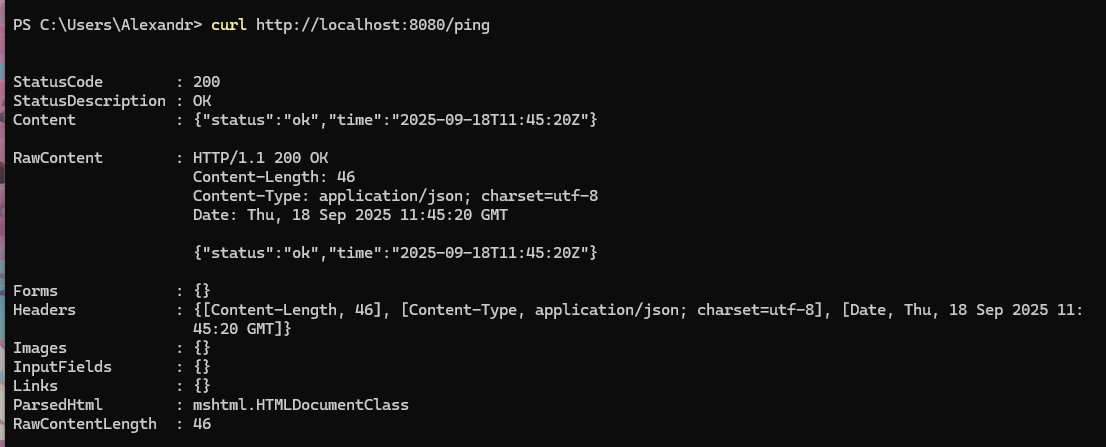 PS C:\Users\Alexandr> curl http://localhost:8080/ping
StatusCode        : 200
StatusDescription : OK
Content           : {"status":"ok","time":"2025-09-18T11:45:20Z"}
RawContent        : HTTP/1.1 200 OK
                    Content-Length: 46
                    Content-Type: application/json; charset=utf-8
                    Date: Thu, 18 Sep 2025 11:45:20 GMT
                    {"status":"ok","time":"2025-09-18T11:45:20Z"}
Forms             : {}
Headers           : {[Content-Length, 46], [Content-Type, application/json; charset=utf-8], [Date, Thu, 18 Sep 2025 11:
                    45:20 GMT]}
Images            : {}
InputFields       : {}
Links             : {}
ParsedHtml        : mshtml.HTMLDocumentClass
RawContentLength  : 46